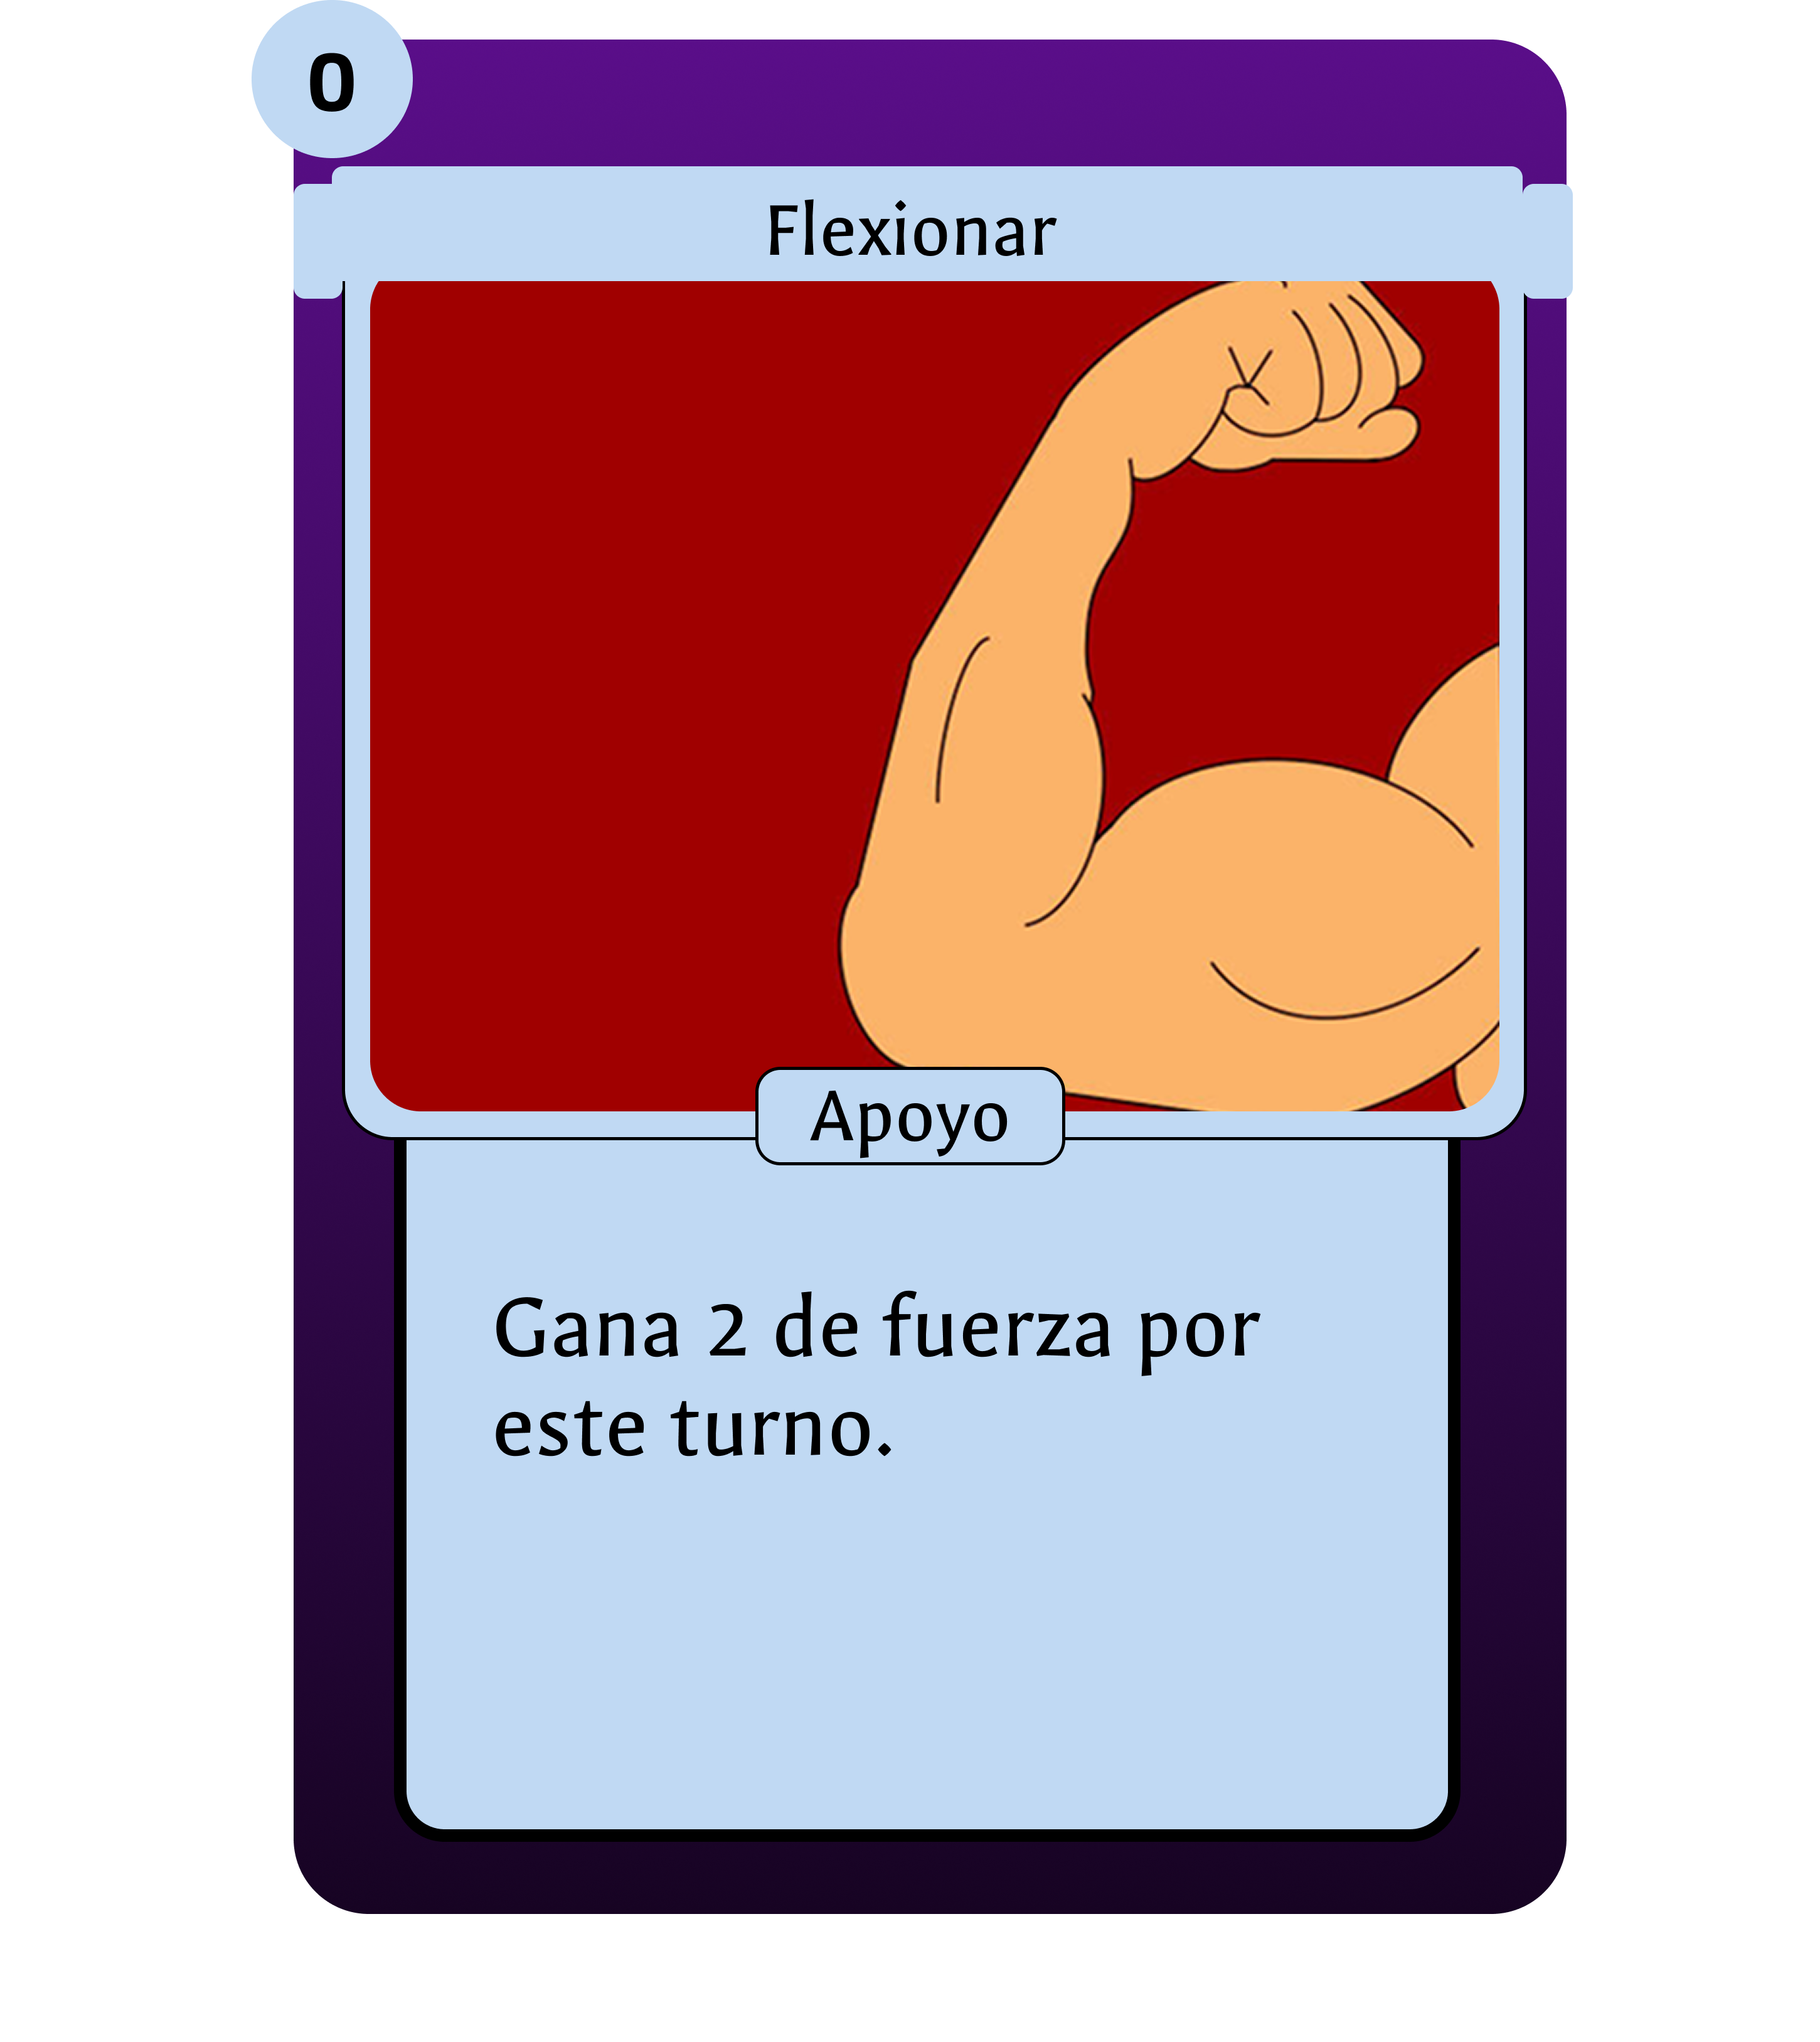 0
Flexionar
Apoyo
Gana 2 de fuerza por
este turno.